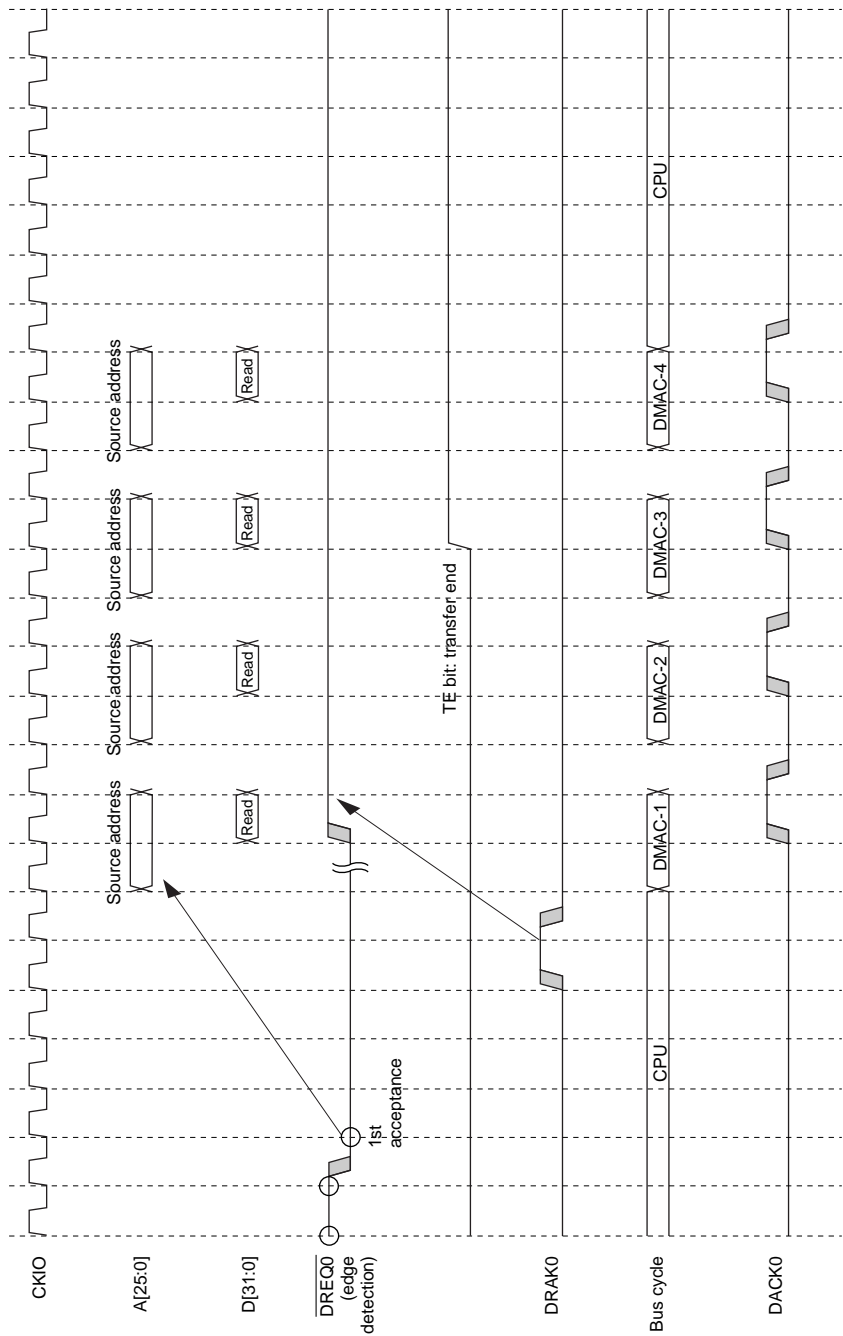 CKIO
A[25:0]
Source address
Source address
Source address
Source address
D[31:0]
Read
Read
Read
Read
DREQ0
(edge
detection)
1st
acceptance
TE bit: transfer end
DRAK0
Bus cycle
CPU
DMAC-1
DMAC-2
DMAC-3
DMAC-4
CPU
DACK0